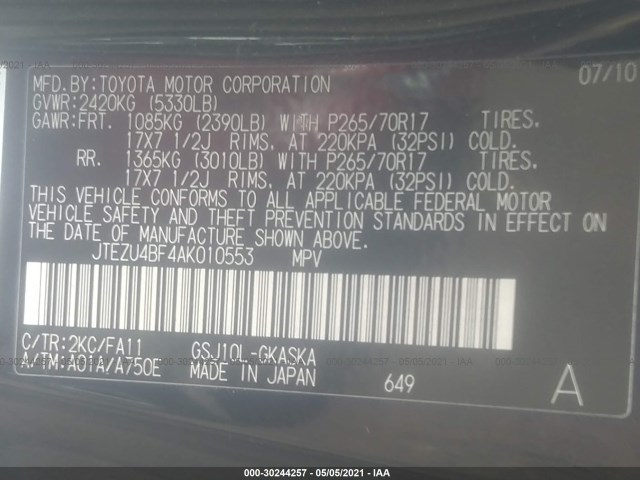 MFD.BY:TOYOTA MOTOR CORPORATION 07/10
GVWR:2420KG (5330LB)
GAWR:FRT. 1085KG (2390LB) WITH P265/70R17 TIRES.
17X7 1/2J RIMS. AT 220KPA (32PSI) COLD.
RR. 1365KG (3010LB) WITH P265/70R17 TIRES.
17X7 1/2J RIMS. AT 220KPA (32PSI) COLD.
THIS VEHICLE CONFORMS TO ALL APPLICABLE FEDERAL MOTOR
VEHICLE SAFETY AND THEFT PREVENTION STANDARDS IN EFFECT ON
THE DATE OF MANUFACTURE SHOWN ABOVE.
JTEZU4BF4AK010553 MPV
C/TR:2KC/FA11 GSJ10L-GKASKA
A/TM:A01A/A750E MADE IN JAPAN 649 A
000-30244257 - 05/05/2021 - IAA